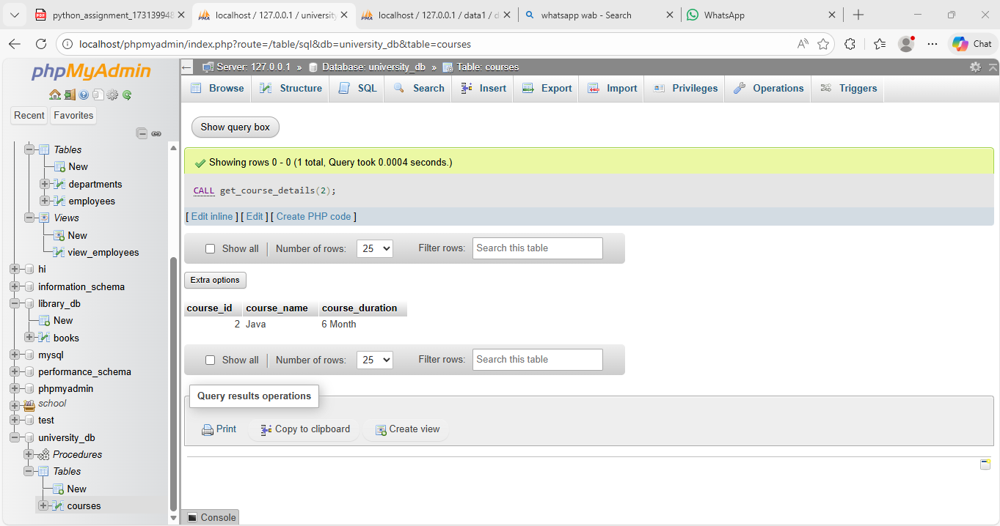 python_assignment_173139948
localhost / 127.0.0.1 / university
localhost / 127.0.0.1 / data1 / d
whatsapp wab - Search
WhatsApp
localhost/phpmyadmin/index.php?route=/table/sql&db=university_db&table=courses
Chat
phpMyAdmin
Recent Favorites
Tables
New
departments
employees
Views
New
view_employees
hi
information_schema
library_db
New
books
mysql
performance_schema
phpmyadmin
school
test
university_db
Procedures
Tables
New
courses
Server: 127.0.0.1 » Database: university_db » Table: courses
Browse Structure SQL Search Insert Export Import Privileges Operations Triggers
Show query box
Showing rows 0 - 0 (1 total, Query took 0.0004 seconds.)
CALL get_course_details(2);
[ Edit inline ] [ Edit ] [ Create PHP code ]
Show all Number of rows: 25 Filter rows: Search this table
Extra options
course_id course_name course_duration
2 Java 6 Month
Show all Number of rows: 25 Filter rows: Search this table
Query results operations
Print Copy to clipboard Create view
Console